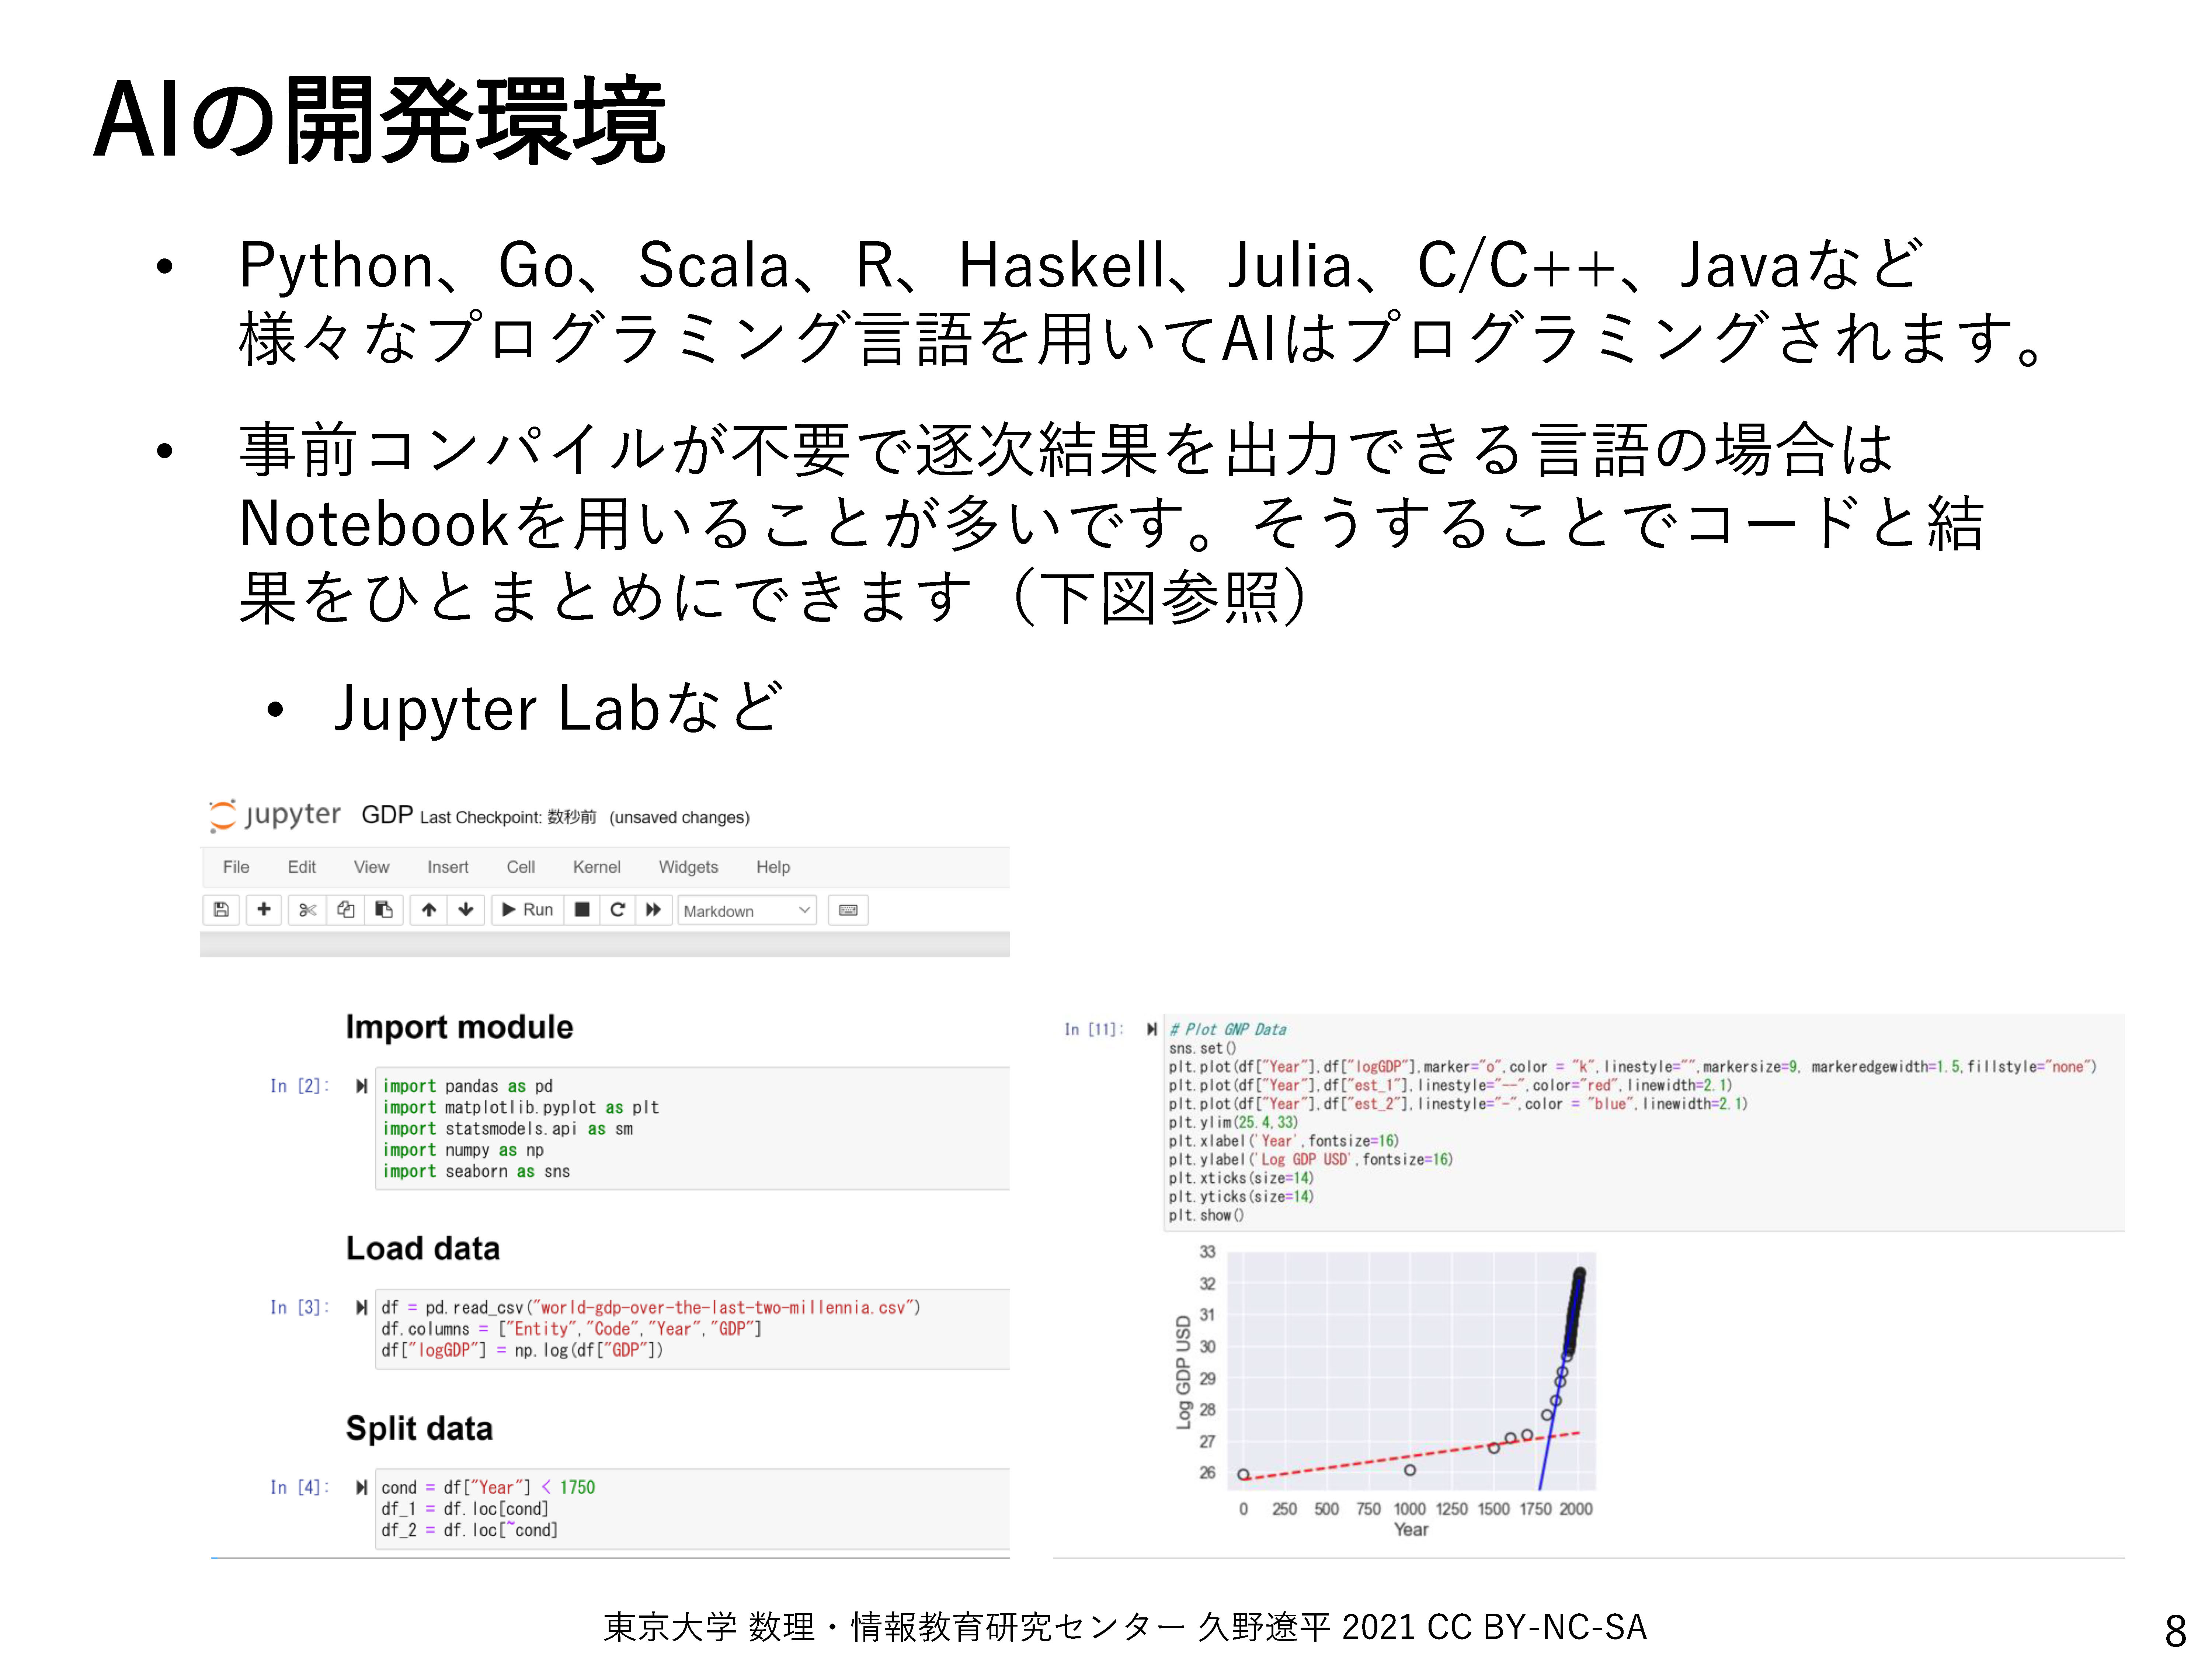 AIの開発環境
• Python、Go、Scala、R、Haskell、Julia、C/C++、Javaなど
様々なプログラミング言語を用いてAIはプログラミングされます。
• 事前コンパイルが不要で逐次結果を出力できる言語の場合は
Notebookを用いることが多いです。そうすることでコードと結
果をひとまとめにできます（下図参照）
• Jupyter Labなど
jupyter GDP Last Checkpoint: 数秒前 (unsaved changes)
File Edit View Insert Cell Kernel Widgets Help
Run Markdown
Import module
In [2]: import pandas as pd
import matplotlib.pyplot as plt
import statsmodels.api as sm
import numpy as np
import seaborn as sns
Load data
In [3]: df = pd.read_csv("world-gdp-over-the-last-two-millennia.csv")
df.columns = ["Entity","Code","Year","GDP"]
df["logGDP"] = np.log(df["GDP"])
Split data
In [4]: cond = df["Year"] < 1750
df_1 = df.loc[cond]
df_2 = df.loc[~cond]
In [11]: # Plot GNP Data
sns.set()
plt.plot(df["Year"],df["logGDP"],marker="o",color = "k",linestyle="",markersize=9, markeredgewidth=1.5,fillstyle="none")
plt.plot(df["Year"],df["est_1"],linestyle="--",color="red",linewidth=2.1)
plt.plot(df["Year"],df["est_2"],linestyle="-",color = "blue",linewidth=2.1)
plt.ylim(25.4,33)
plt.xlabel('Year',fontsize=16)
plt.ylabel('Log GDP USD',fontsize=16)
plt.xticks(size=14)
plt.yticks(size=14)
plt.show()
33
32
31
30
29
28
27
26
Log GDP USD
0 250 500 750 1000 1250 1500 1750 2000
Year
東京大学 数理・情報教育研究センター 久野遼平 2021 CC BY-NC-SA
8